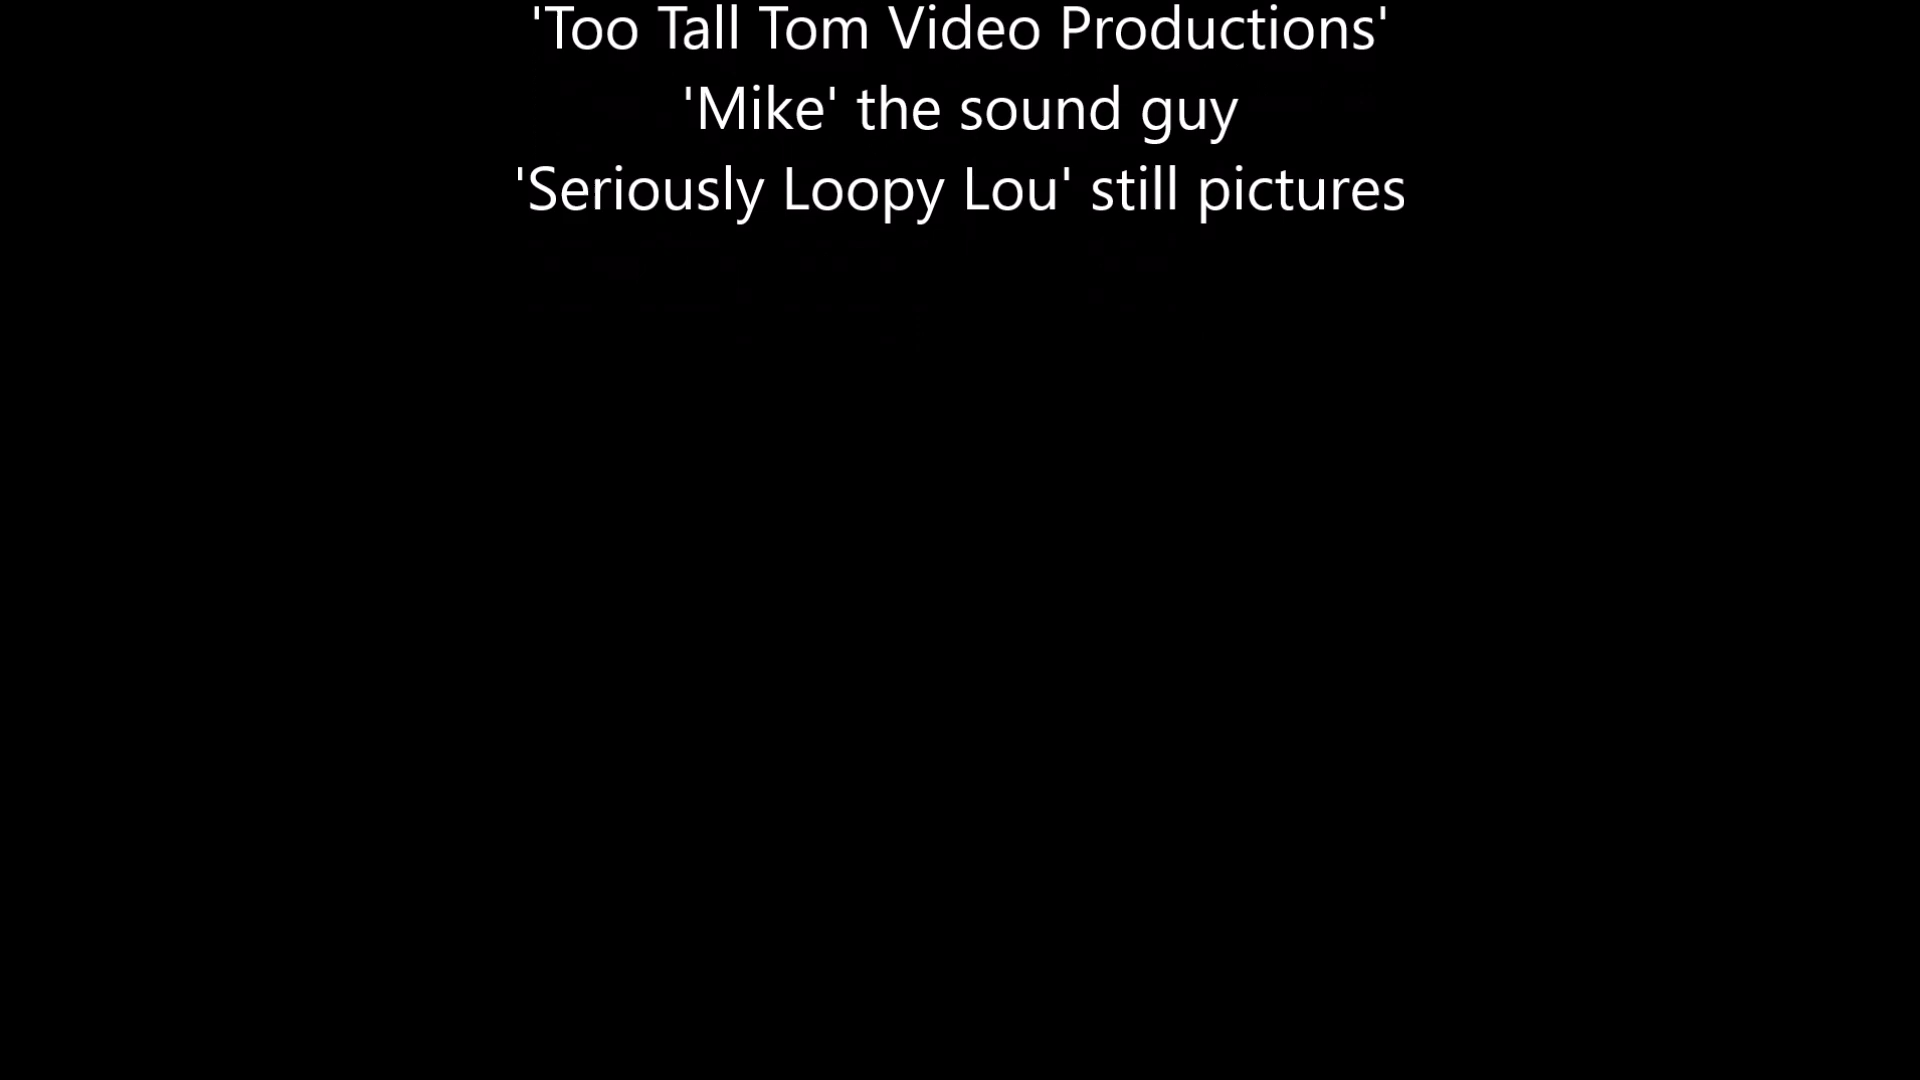 'Too Tall Tom Video Productions'
'Mike' the sound guy
'Seriously Loopy Lou' still pictures